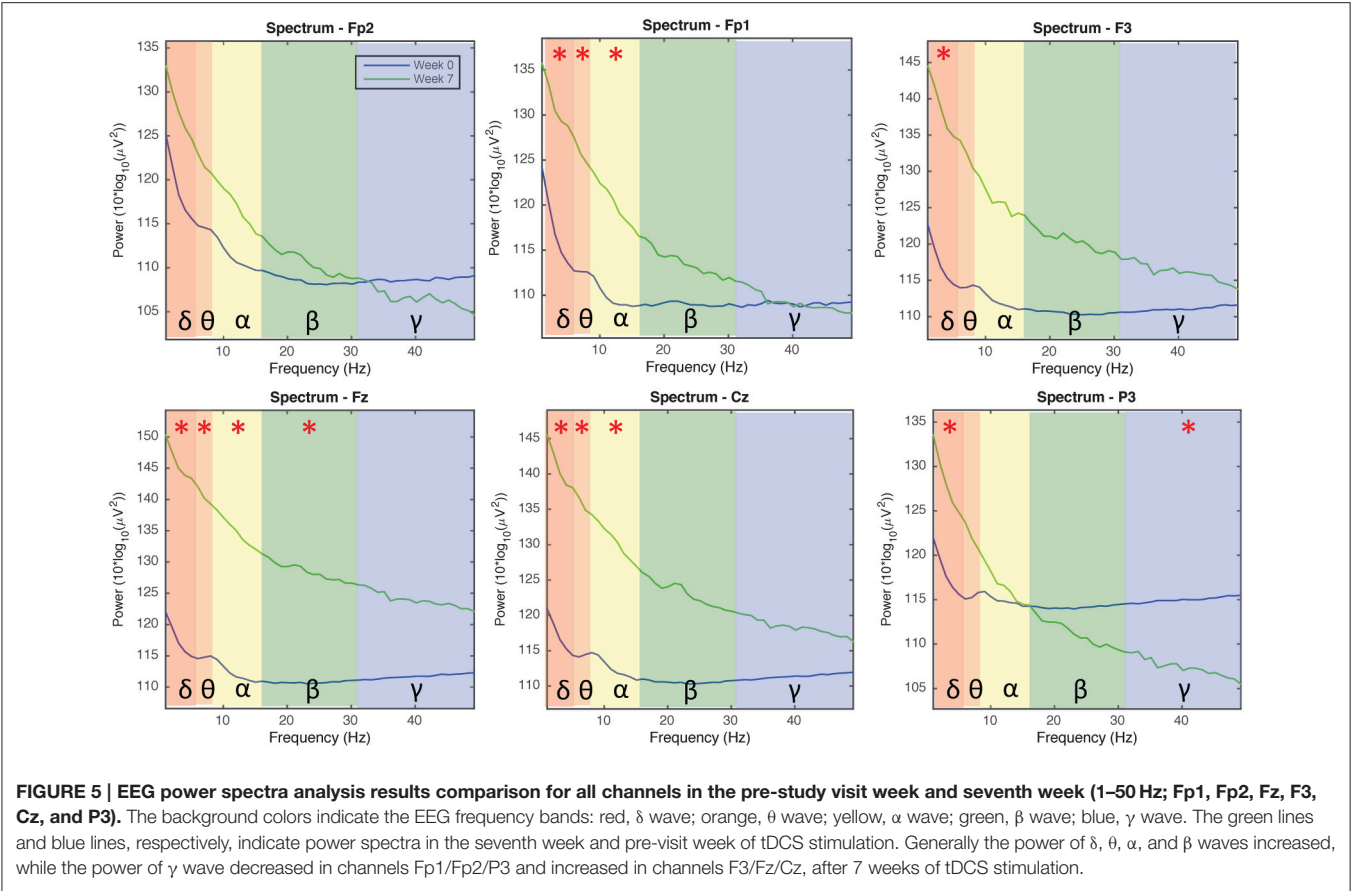 Spectrum - Fp2
135
130
125
120
115
110
105
Power (10*log₁₀(μV²))
Week 0
Week 7
δ θ α β γ
10 20 30 40
Frequency (Hz)
Spectrum - Fp1
* * *
135
130
125
120
115
110
Power (10*log₁₀(μV²))
δ θ α β γ
10 20 30 40
Frequency (Hz)
Spectrum - F3
*
145
140
135
130
125
120
115
110
Power (10*log₁₀(μV²))
δ θ α β γ
10 20 30 40
Frequency (Hz)
Spectrum - Fz
* * * *
150
145
140
135
130
125
120
115
110
Power (10*log₁₀(μV²))
δ θ α β γ
10 20 30 40
Frequency (Hz)
Spectrum - Cz
* * *
145
140
135
130
125
120
115
110
Power (10*log₁₀(μV²))
δ θ α β γ
10 20 30 40
Frequency (Hz)
Spectrum - P3
* *
135
130
125
120
115
110
105
Power (10*log₁₀(μV²))
δ θ α β γ
10 20 30 40
Frequency (Hz)
FIGURE 5 | EEG power spectra analysis results comparison for all channels in the pre-study visit week and seventh week (1–50 Hz; Fp1, Fp2, Fz, F3,
Cz, and P3). The background colors indicate the EEG frequency bands: red, δ wave; orange, θ wave; yellow, α wave; green, β wave; blue, γ wave. The green lines
and blue lines, respectively, indicate power spectra in the seventh week and pre-visit week of tDCS stimulation. Generally the power of δ, θ, α, and β waves increased,
while the power of γ wave decreased in channels Fp1/Fp2/P3 and increased in channels F3/Fz/Cz, after 7 weeks of tDCS stimulation.